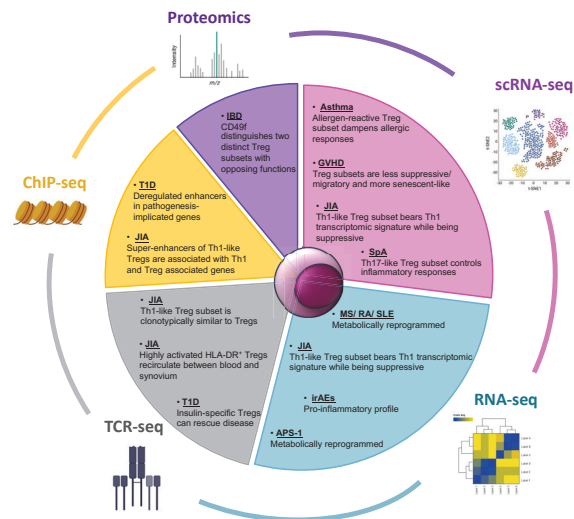 Proteomics
Intensity
m/z
scRNA-seq
t-SNE2
t-SNE1
ChIP-seq
TCR-seq
RNA-seq
• IBD
CD49f
distinguishes two
distinct Treg
subsets with
opposing functions
• Asthma
Allergen-reactive Treg
subset dampens allergic
responses
• GVHD
Treg subsets are less suppressive/
migratory and more senescent-like
• JIA
Th1-like Treg subset bears Th1
transcriptomic signature while being
suppressive
• SpA
Th17-like Treg subset controls
inflammatory responses
• T1D
Deregulated enhancers
in pathogenesis-
implicated genes
• JIA
Super-enhancers of Th1-like
Tregs are associated with Th1
and Treg associated genes
• JIA
Th1-like Treg subset is
clonotypically similar to Tregs
• JIA
Highly activated HLA-DR⁺ Tregs
recirculate between blood and
synovium
• T1D
Insulin-specific Tregs
can rescue disease
• MS/ RA/ SLE
Metabolically reprogrammed
• JIA
Th1-like Treg subset bears Th1 transcriptomic
signature while being suppressive
• irAEs
Pro-inflammatory profile
• APS-1
Metabolically reprogrammed